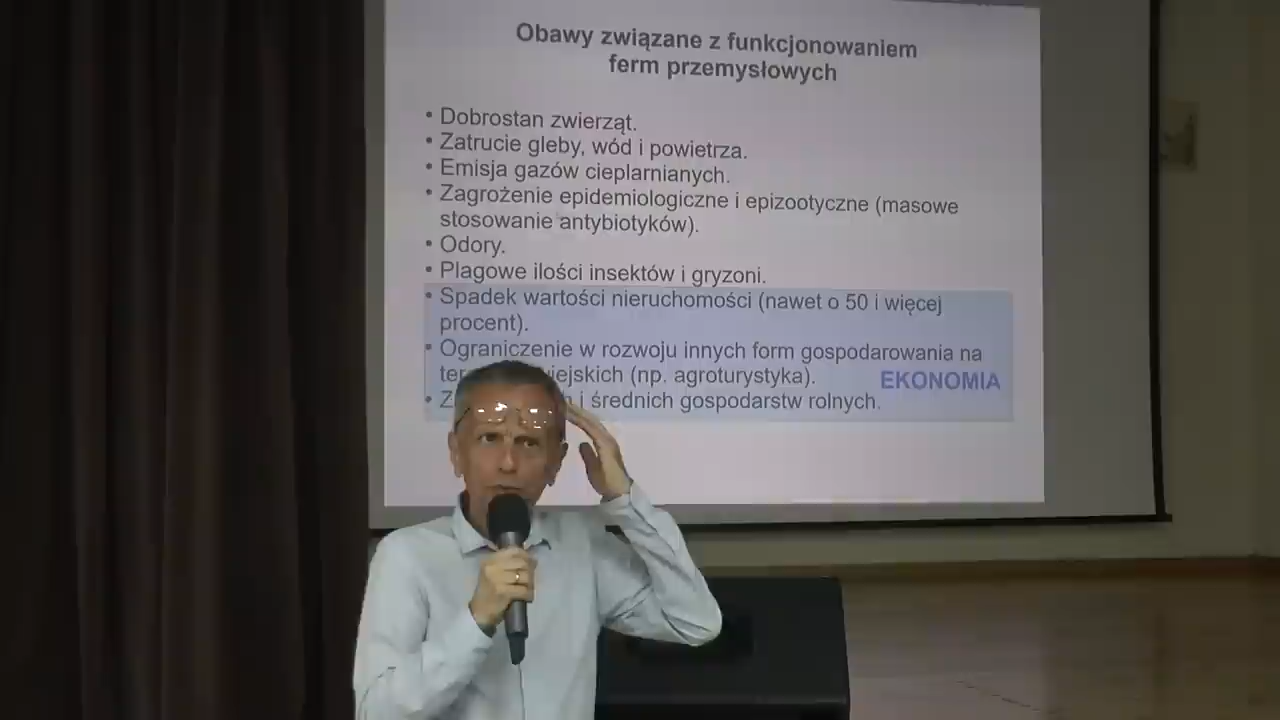 Obawy związane z funkcjonowaniem
ferm przemysłowych
• Dobrostan zwierząt.
• Zatrucie gleby, wód i powietrza.
• Emisja gazów cieplarnianych.
• Zagrożenie epidemiologiczne i epizootyczne (masowe
stosowanie antybiotyków).
• Odory.
• Plagowe ilości insektów i gryzoni.
• Spadek wartości nieruchomości (nawet o 50 i więcej
procent).
• Ograniczenie w rozwoju innych form gospodarowania na
(np. agroturystyka). EKONOMIA
• i średnich gospodarstw rolnych.